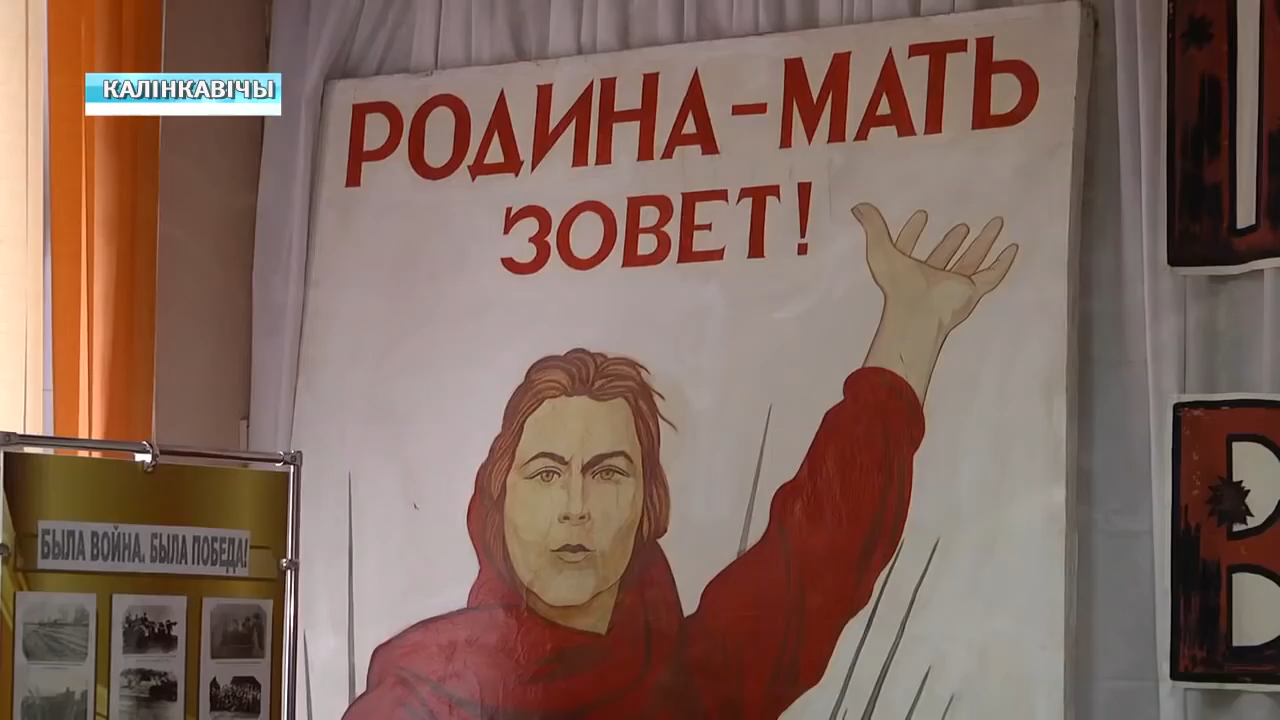 КАЛІНКАВІЧЫ
РОДИНА-МАТЬ
ЗОВЕТ!
БЫЛА ВОЙНА. БЫЛА ПОБЕДА!
В